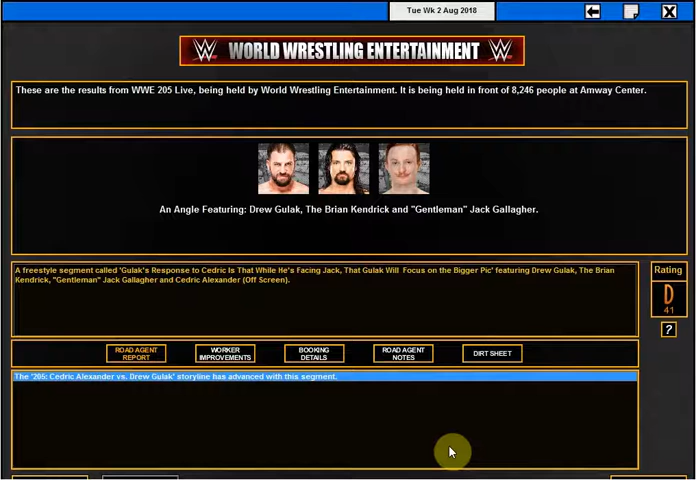 Tue Wk 2 Aug 2018
WORLD WRESTLING ENTERTAINMENT
These are the results from WWE 205 Live, being held by World Wrestling Entertainment. It is being held in front of 8,246 people at Amway Center.
An Angle Featuring: Drew Gulak, The Brian Kendrick and "Gentleman" Jack Gallagher.
A freestyle segment called 'Gulak's Response to Cedric Is That While He's Facing Jack, That Gulak Will Focus on the Bigger Pic' featuring Drew Gulak, The Brian
Kendrick, "Gentleman" Jack Gallagher and Cedric Alexander (Off Screen).
Rating
D
41
?
ROAD AGENT
REPORT
WORKER
IMPROVEMENTS
BOOKING
DETAILS
ROAD AGENT
NOTES
DIRT SHEET
The '205: Cedric Alexander vs. Drew Gulak' storyline has advanced with this segment.